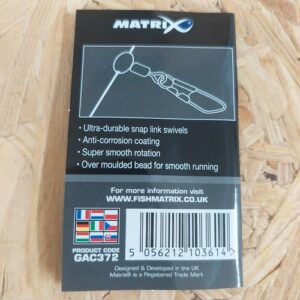 MATRIX
• Ultra-durable snap link swivels
• Anti-corrosion coating
• Super smooth rotation
• Over moulded bead for smooth running
For more information visit
WWW.FISHMATRIX.CO.UK
PRODUCT CODE
GAC372
5 056212 103614 >
Designed & Developed in the UK
Matrix® is a Registered Trade Mark